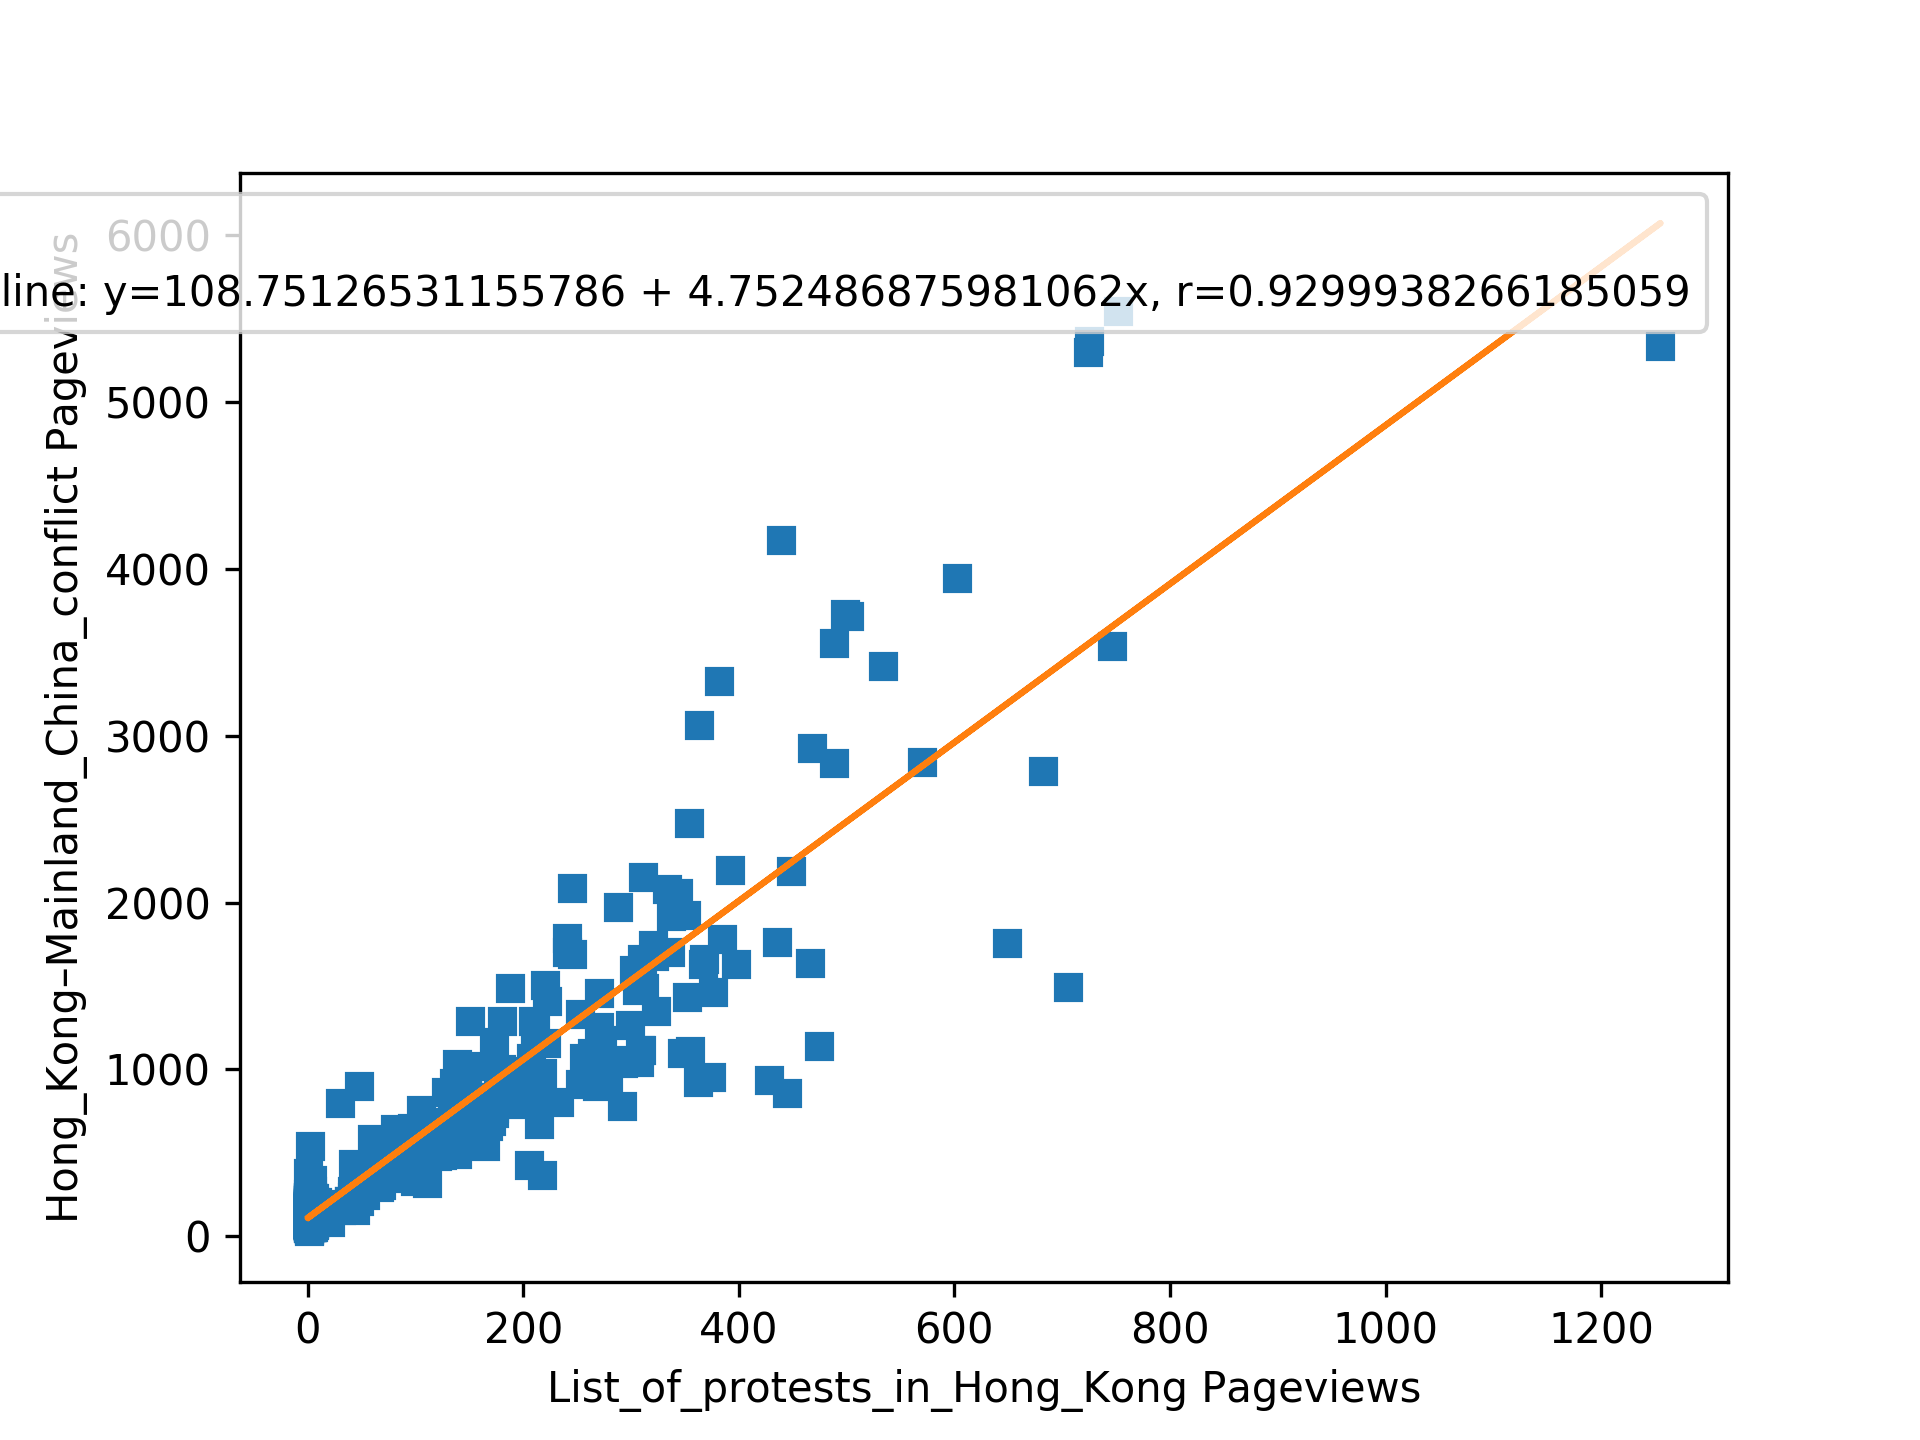 line: y=108.75126531155786 + 4.752486875981062x, r=0.9299938266185059
Hong_Kong–Mainland_China_conflict Pageviews
6000
5000
4000
3000
2000
1000
0
0 200 400 600 800 1000 1200
List_of_protests_in_Hong_Kong Pageviews